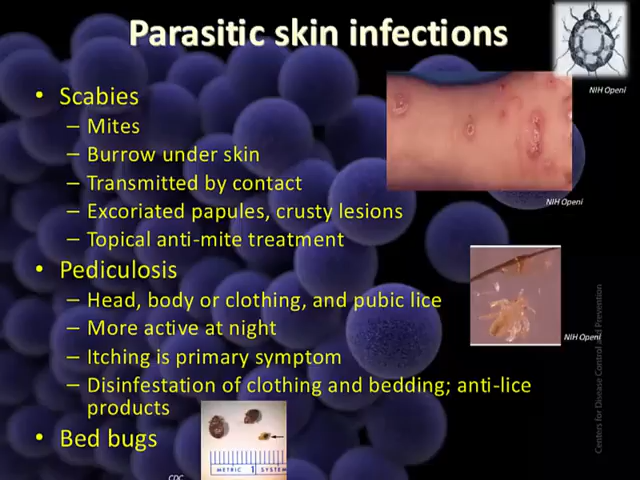 Parasitic skin infections
NIH Openi
• Scabies
– Mites
– Burrow under skin
– Transmitted by contact
– Excoriated papules, crusty lesions
– Topical anti-mite treatment
NIH Openi
• Pediculosis
– Head, body or clothing, and pubic lice
– More active at night
– Itching is primary symptom
– Disinfestation of clothing and bedding; anti-lice
products
NIH Openi
Centers for Disease Control and Prevention
• Bed bugs
METRIC 1 SYSTEM
CDC